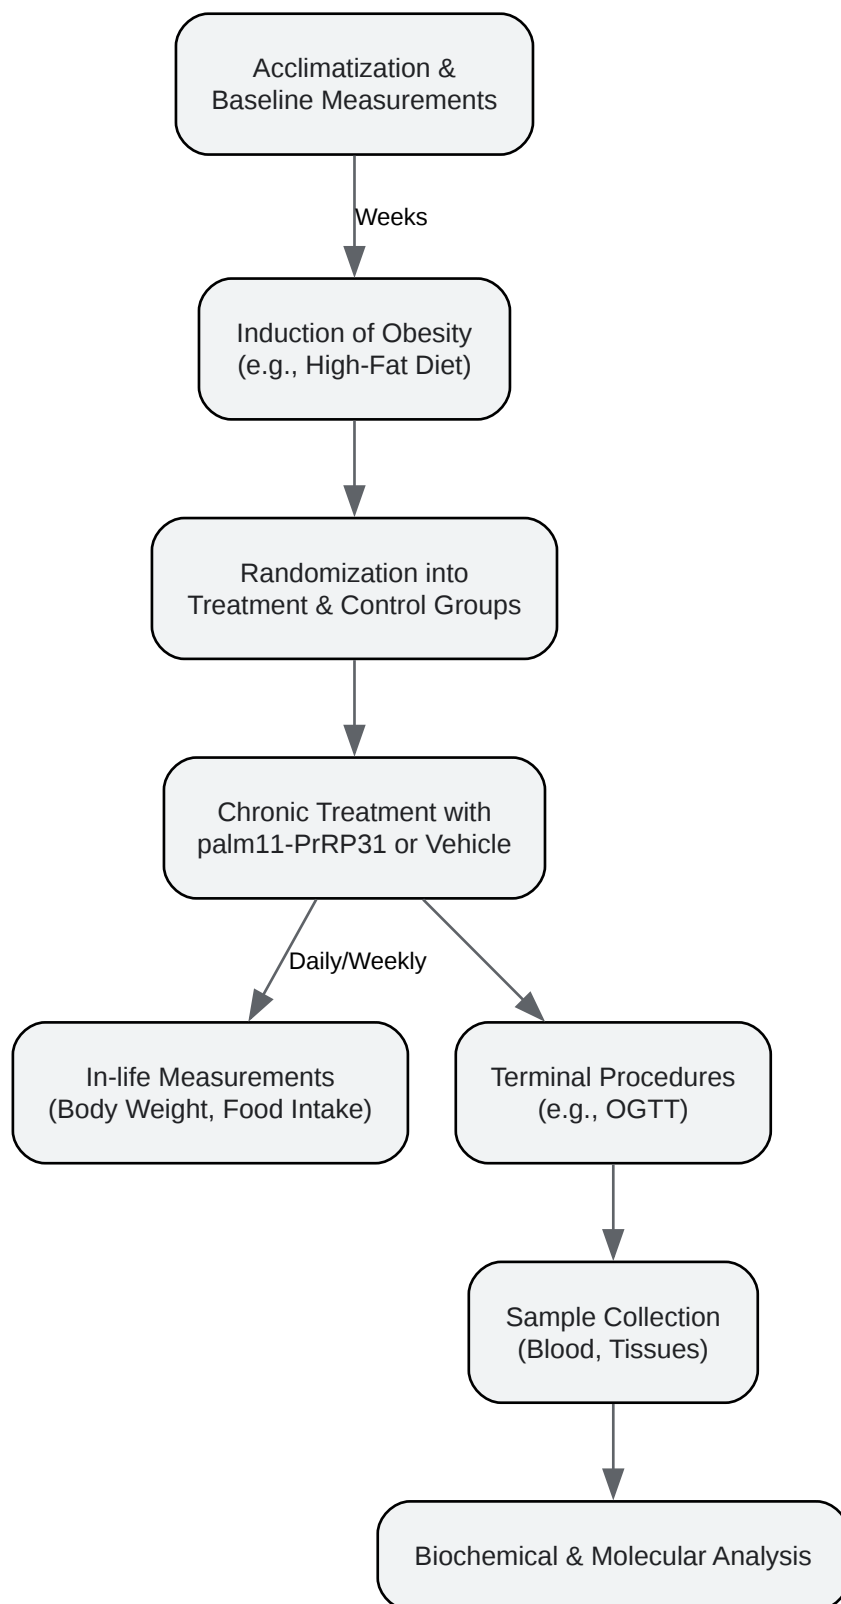 Acclimatization &
Baseline Measurements
Weeks
Induction of Obesity
(e.g., High-Fat Diet)
Randomization into
Treatment & Control Groups
Chronic Treatment with
palm11-PrRP31 or Vehicle
Daily/Weekly
In-life Measurements
(Body Weight, Food Intake)
Terminal Procedures
(e.g., OGTT)
Sample Collection
(Blood, Tissues)
Biochemical & Molecular Analysis